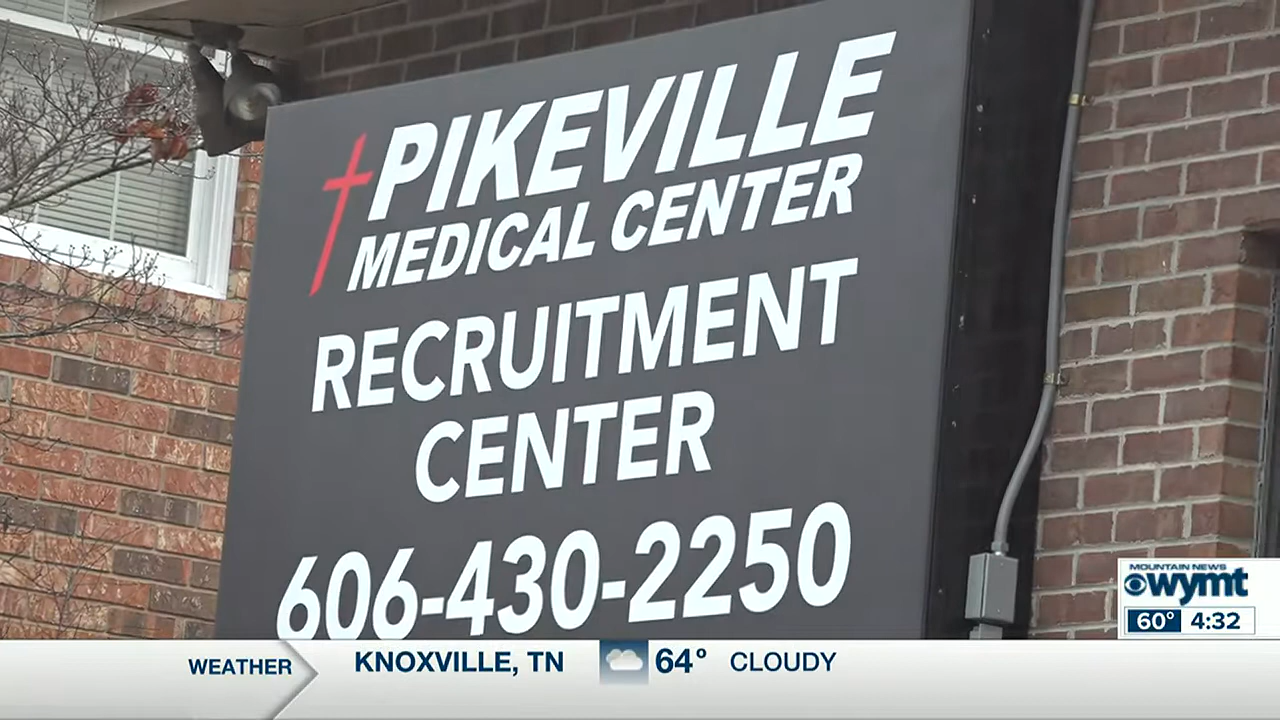 PIKEVILLE
MEDICAL CENTER
RECRUITMENT
CENTER
606-430-2250
MOUNTAIN NEWS
wymt
60° 4:32
WEATHER KNOXVILLE, TN 64° CLOUDY